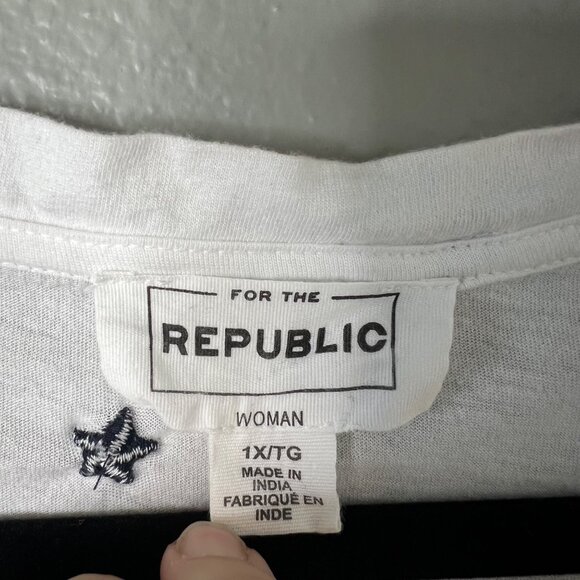 FOR THE
REPUBLIC
WOMAN
1X/TG
MADE IN
INDIA
FABRIQUÉ EN
INDE